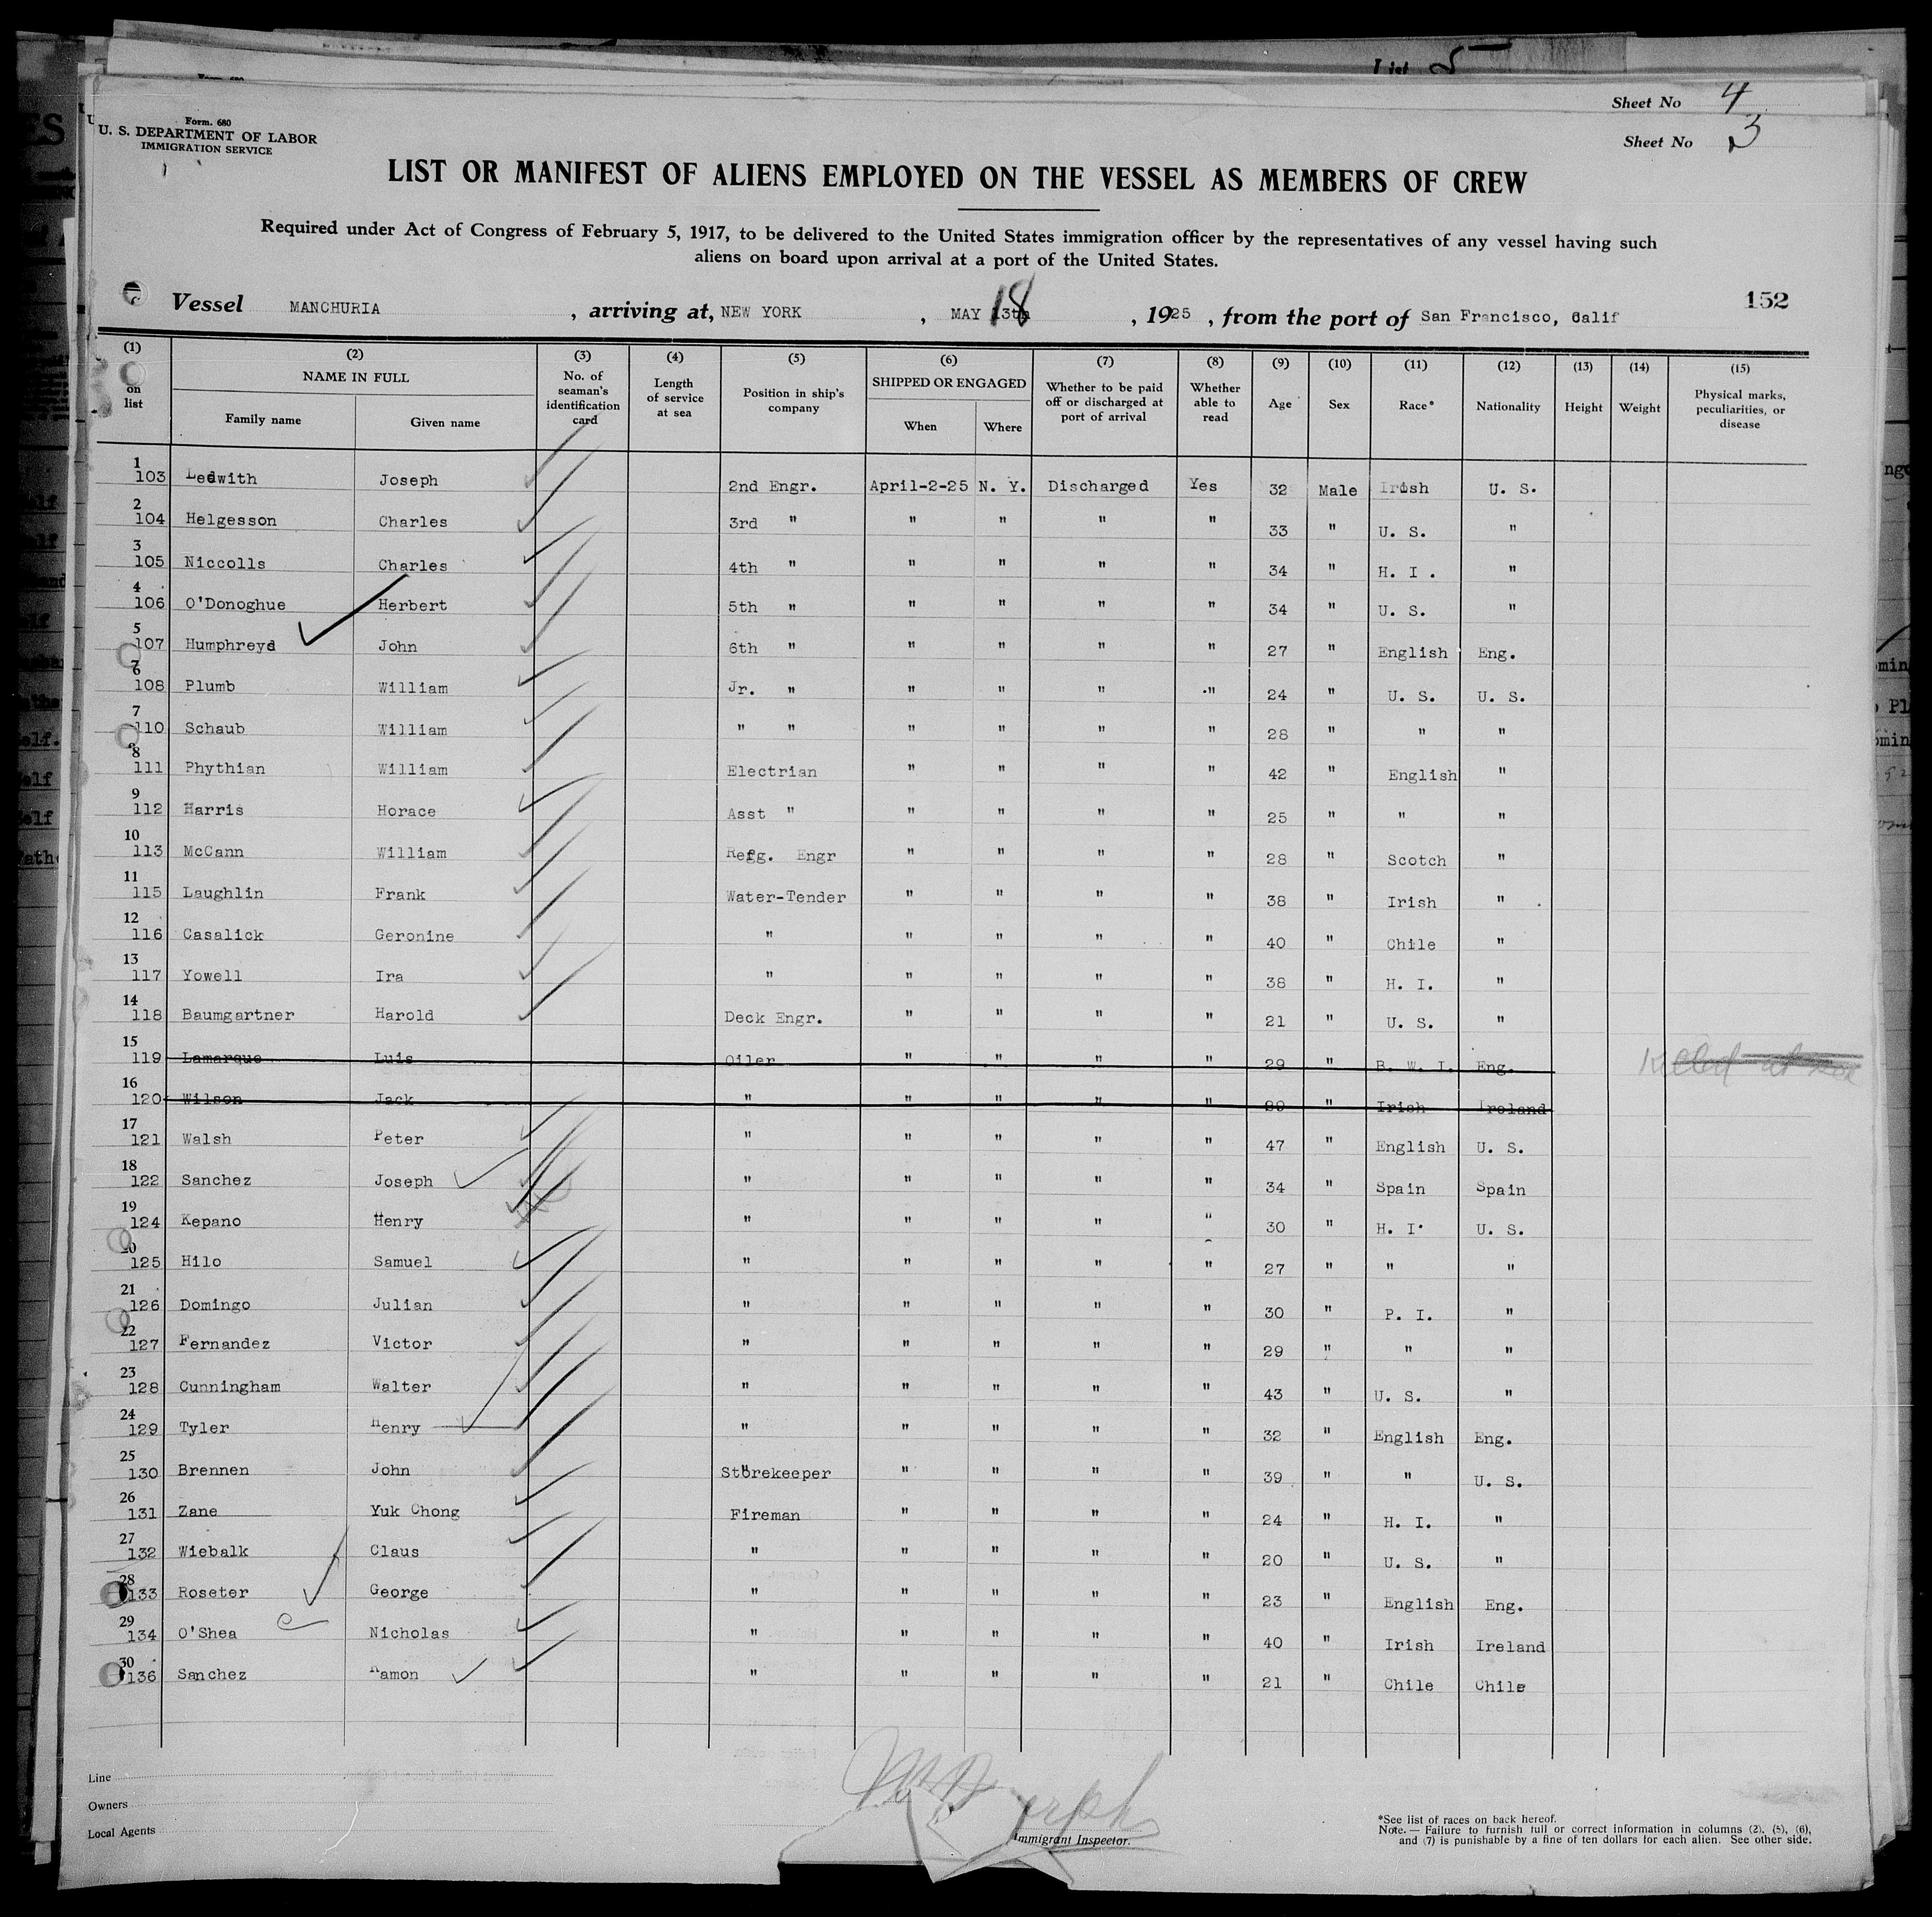 List 5
Sheet No 4
Form. 680
U. S. DEPARTMENT OF LABOR
IMMIGRATION SERVICE
Sheet No 3
LIST OR MANIFEST OF ALIENS EMPLOYED ON THE VESSEL AS MEMBERS OF CREW
Required under Act of Congress of February 5, 1917, to be delivered to the United States immigration officer by the representatives of any vessel having such
aliens on board upon arrival at a port of the United States.
152
Vessel MANCHURIA , arriving at, NEW YORK , MAY 13th 18 , 1925 , from the port of San Francisco, Calif
(1) (2) (3) (4) (5) (6) (7) (8) (9) (10) (11) (12) (13) (14) (15)
on list NAME IN FULL Family name Given name No. of seaman's identification card Length of service at sea Position in ship's company SHIPPED OR ENGAGED When Where Whether to be paid off or discharged at port of arrival Whether able to read Age Sex Race* Nationality Height Weight Physical marks, peculiarities, or disease
1 103 Ledwith Joseph 2nd Engr. April-2-25 N. Y. Discharged Yes 32 Male Irish U. S.
2 104 Helgesson Charles 3rd " " " " " 33 " U. S. "
3 105 Niccolls Charles 4th " " " " " 34 " H. I. "
4 106 O'Donoghue Herbert 5th " " " " " 34 " U. S. "
5 107 Humphreys John 6th " " " " " 27 " English Eng.
6 108 Plumb William Jr. " " " " " 24 " U. S. U. S.
7 110 Schaub William " " " " " " 28 " " "
8 111 Phythian William Electrian " " " " 42 " English "
9 112 Harris Horace Asst " " " " " 25 " " "
10 113 McCann William Refg. Engr " " " " 28 " Scotch "
11 115 Laughlin Frank Water-Tender " " " " 38 " Irish "
12 116 Casalick Geronine " " " " " 40 " Chile "
13 117 Yowell Ira " " " " " 38 " H. I. "
14 118 Baumgartner Harold Deck Engr. " " " " 21 " U. S. "
15 119 Lamarque Luis Oiler " " " " 29 " B. W. I. Eng. Killed at sea
16 120 Wilson Jack " " " " " " Irish Ireland
17 121 Walsh Peter " " " " " 47 " English U. S.
18 122 Sanchez Joseph " " " " " 34 " Spain Spain
19 124 Kepano Henry " " " " " 30 " H. I. U. S.
20 125 Hilo Samuel " " " " " 27 " " "
21 126 Domingo Julian " " " " " 30 " P. I. "
22 127 Fernandez Victor " " " " " 29 " " "
23 128 Cunningham Walter " " " " " 43 " U. S. "
24 129 Tyler Henry " " " " " 32 " English Eng.
25 130 Brennen John Storekeeper " " " " 39 " " U. S.
26 131 Zane Yuk Chong Fireman " " " " 24 " H. I. "
27 132 Wiebalk Claus " " " " " 20 " U. S. "
28 133 Roseter George " " " " " 23 " English Eng.
29 134 O'Shea Nicholas " " " " " 40 " Irish Ireland
30 136 Sanchez Ramon " " " " " 21 " Chile Chile
Line
Owners
Local Agents
Immigrant Inspector.
*See list of races on back hereof.
Note.— Failure to furnish full or correct information in columns (2), (5), (6),
and (7) is punishable by a fine of ten dollars for each alien. See other side.